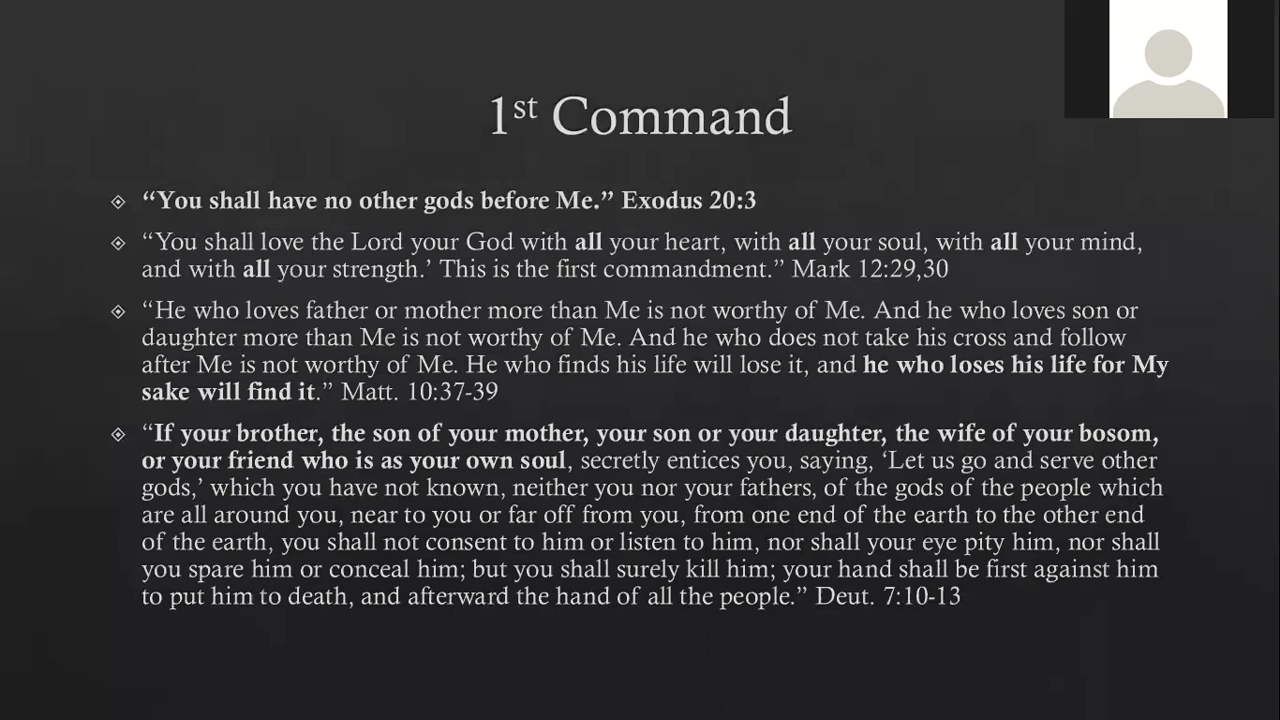 1st Command
“You shall have no other gods before Me.” Exodus 20:3
“You shall love the Lord your God with all your heart, with all your soul, with all your mind,
and with all your strength.’ This is the first commandment.” Mark 12:29,30
“He who loves father or mother more than Me is not worthy of Me. And he who loves son or
daughter more than Me is not worthy of Me. And he who does not take his cross and follow
after Me is not worthy of Me. He who finds his life will lose it, and he who loses his life for My
sake will find it.” Matt. 10:37-39
“If your brother, the son of your mother, your son or your daughter, the wife of your bosom,
or your friend who is as your own soul, secretly entices you, saying, ‘Let us go and serve other
gods,’ which you have not known, neither you nor your fathers, of the gods of the people which
are all around you, near to you or far off from you, from one end of the earth to the other end
of the earth, you shall not consent to him or listen to him, nor shall your eye pity him, nor shall
you spare him or conceal him; but you shall surely kill him; your hand shall be first against him
to put him to death, and afterward the hand of all the people.” Deut. 7:10-13